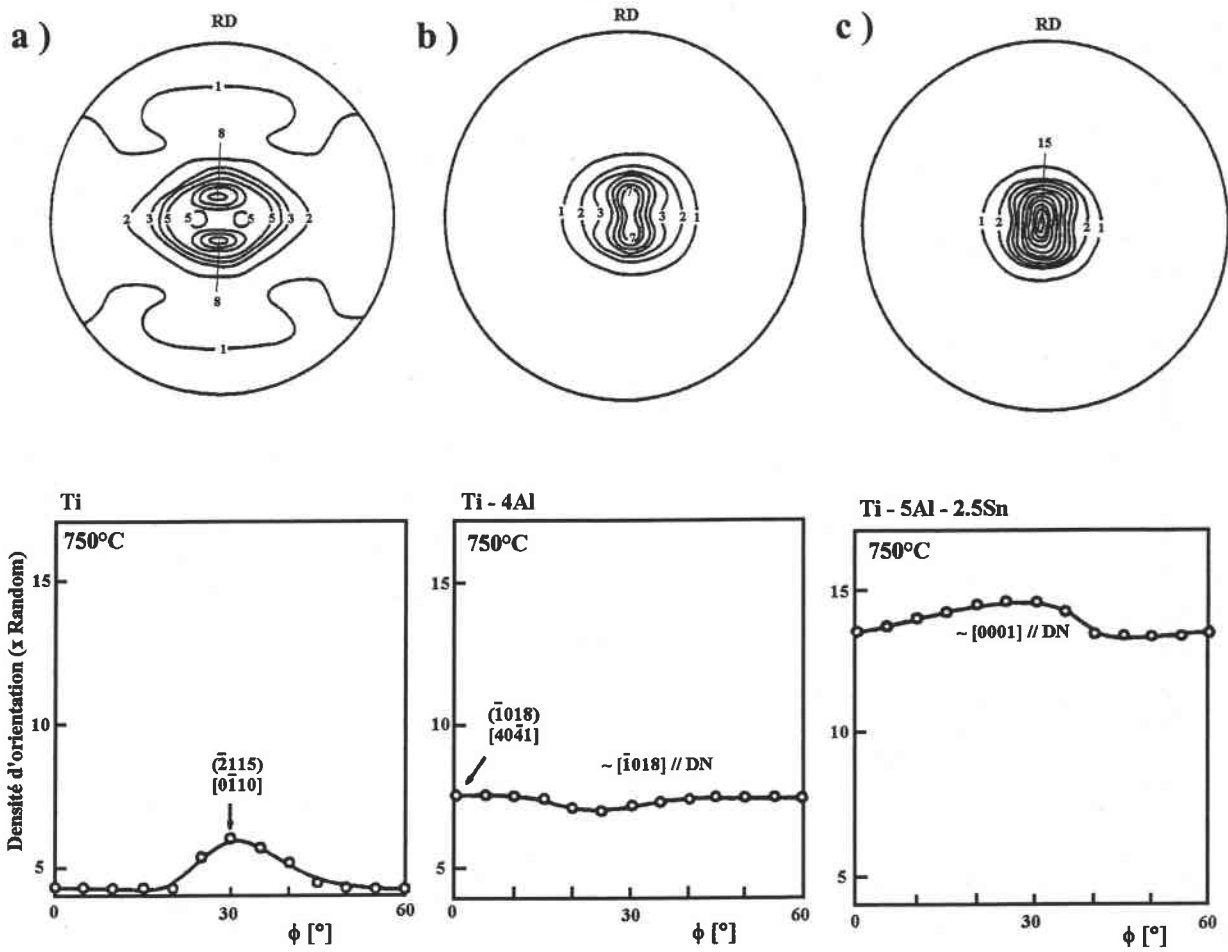 a )
RD
1
8
2 3 5 5 5 3 2
8
1
b )
RD
7
1 2 3 3 2 1
7
c )
RD
15
1 2 2 1
Ti
750°C
Densité d'orientation (x Random)
15
10
5
(2̅115)
[01̅10]
0 30 60
ϕ [°]
Ti - 4Al
750°C
15
10
5
(1̅018)
[404̅1]
~ [1̅018] // DN
0 30 60
ϕ [°]
Ti - 5Al - 2.5Sn
750°C
15
10
5
~ [0001] // DN
0 30 60
ϕ [°]